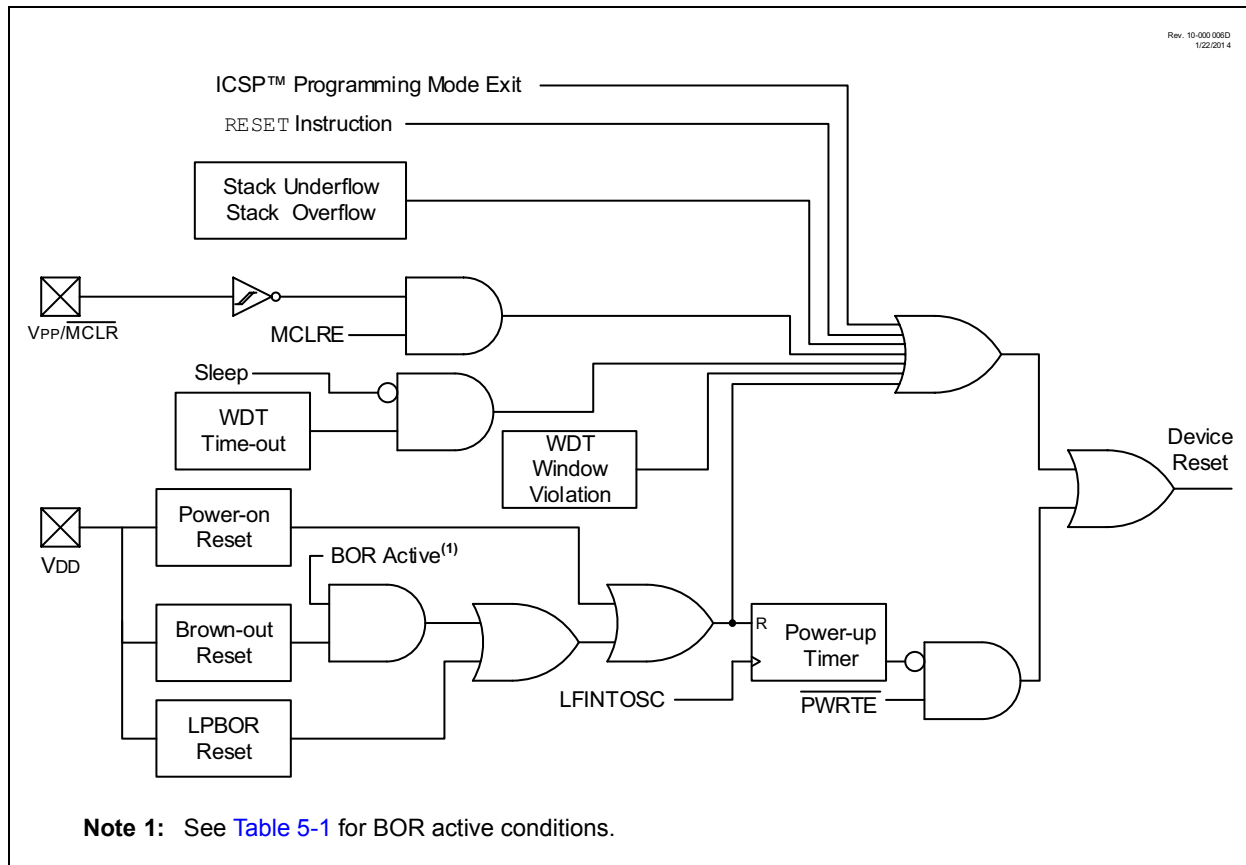 Rev. 10-000 006D
1/22/201 4
ICSP™ Programming Mode Exit
RESET Instruction
Stack Underflow
Stack Overflow
VPP/MCLR
MCLRE
Sleep
WDT
Time-out
WDT
Window
Violation
Device
Reset
VDD
Power-on
Reset
BOR Active(1)
Brown-out
Reset
R
Power-up
Timer
LFINTOSC
PWRTE
LPBOR
Reset
Note 1: See Table 5-1 for BOR active conditions.